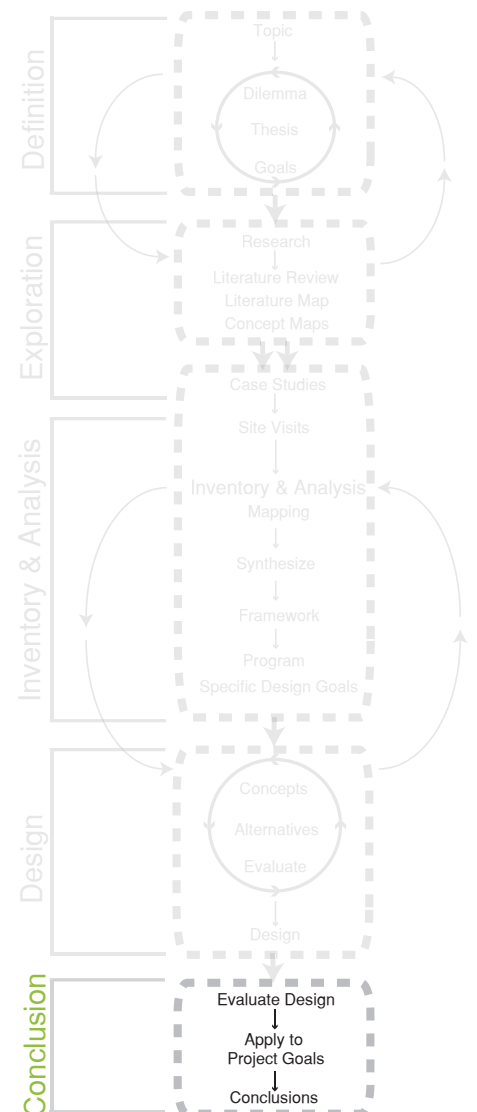 Definition
Topic
Dilemma
Thesis
Goals
Exploration
Research
Literature Review
Literature Map
Concept Maps
Case Studies
Inventory & Analysis
Site Visits
Inventory & Analysis
Mapping
Synthesize
Framework
Program
Specific Design Goals
Design
Concepts
Alternatives
Evaluate
Design
Conclusion
Evaluate Design
Apply to
Project Goals
Conclusions